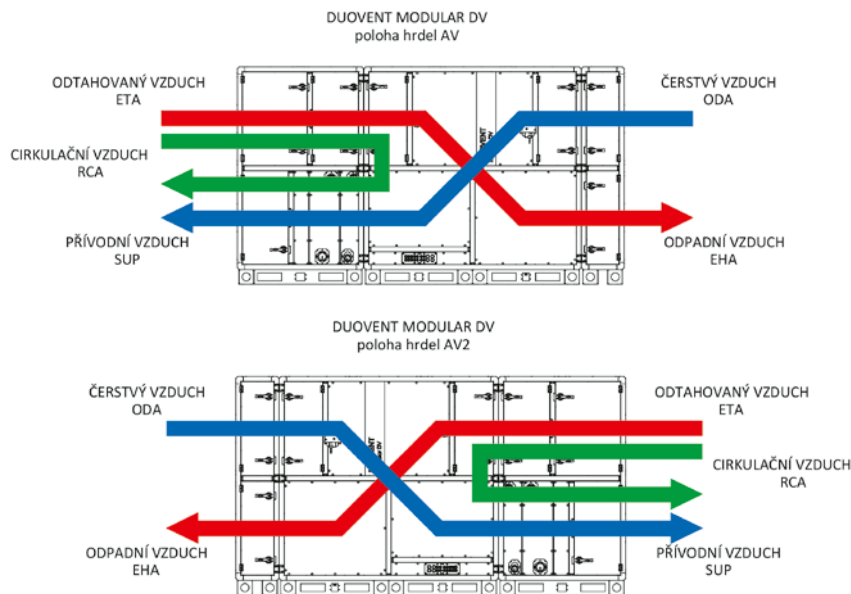 DUOVENT MODULAR DV
poloha hrdel AV
ODTAHOVANÝ VZDUCH
ETA
ČERSTVÝ VZDUCH
ODA
CIRKULAČNÍ VZDUCH
RCA
PŘÍVODNÍ VZDUCH
SUP
ODPADNÍ VZDUCH
EHA
DUOVENT MODULAR DV
poloha hrdel AV2
ČERSTVÝ VZDUCH
ODA
ODTAHOVANÝ VZDUCH
ETA
CIRKULAČNÍ VZDUCH
RCA
ODPADNÍ VZDUCH
EHA
PŘÍVODNÍ VZDUCH
SUP